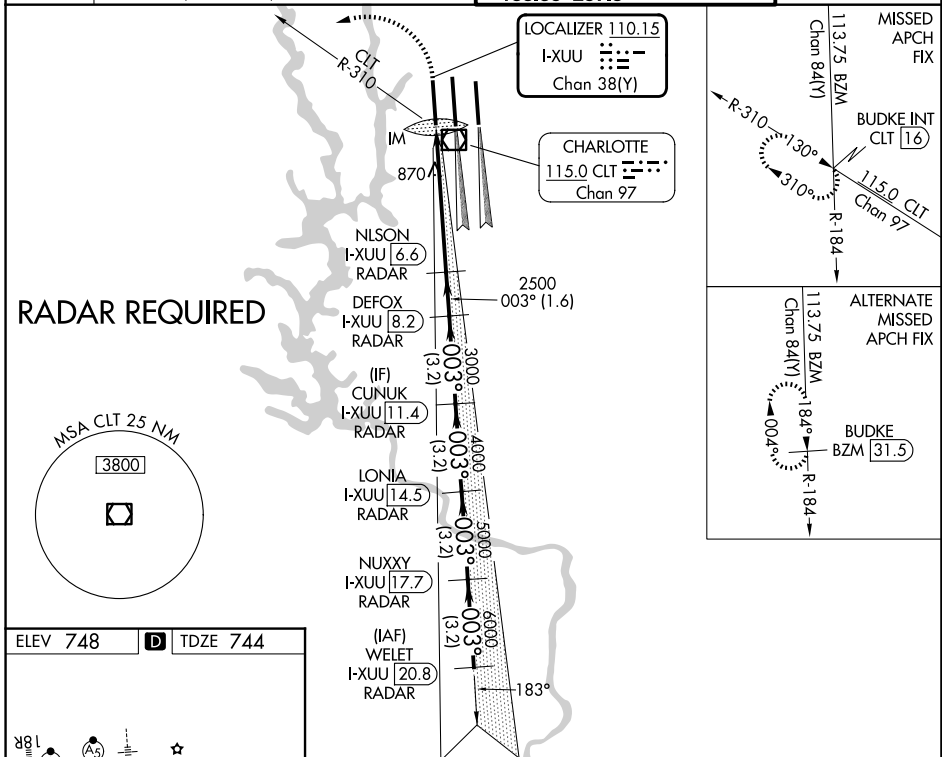 LOCALIZER 110.15
I-XUU
Chan 38(Y)
CLT
R-310
IM
870
CHARLOTTE
115.0 CLT
Chan 97
NLSON
I-XUU 6.6
RADAR
2500
003° (1.6)
DEFOX
I-XUU 8.2
RADAR
3000
003°
(3.2)
(IF)
CUNUK
I-XUU 11.4
RADAR
4000
003°
(3.2)
LONIA
I-XUU 14.5
RADAR
5000
003°
(3.2)
NUXXY
I-XUU 17.7
RADAR
6000
003°
(3.2)
(IAF)
WELET
I-XUU 20.8
RADAR
183°
RADAR REQUIRED
MSA CLT 25 NM
3800
MISSED
APCH
FIX
113.75 BZM
Chan 84(Y)
R-310
130°
310°
BUDKE INT
CLT 16
115.0 CLT
Chan 97
R-184
ALTERNATE
MISSED
APCH FIX
113.75 BZM
Chan 84(Y)
184°
004°
BUDKE
BZM 31.5
R-184
ELEV 748 D TDZE 744
18R
A5